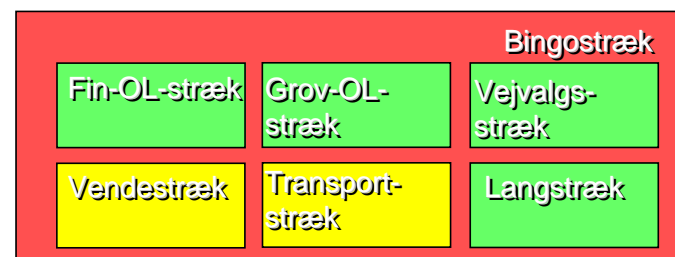 Bingostræk
Fin-OL-stræk
Grov-OL-
stræk
Vejvalgs-
stræk
Vendestræk
Transport-
stræk
Langstræk